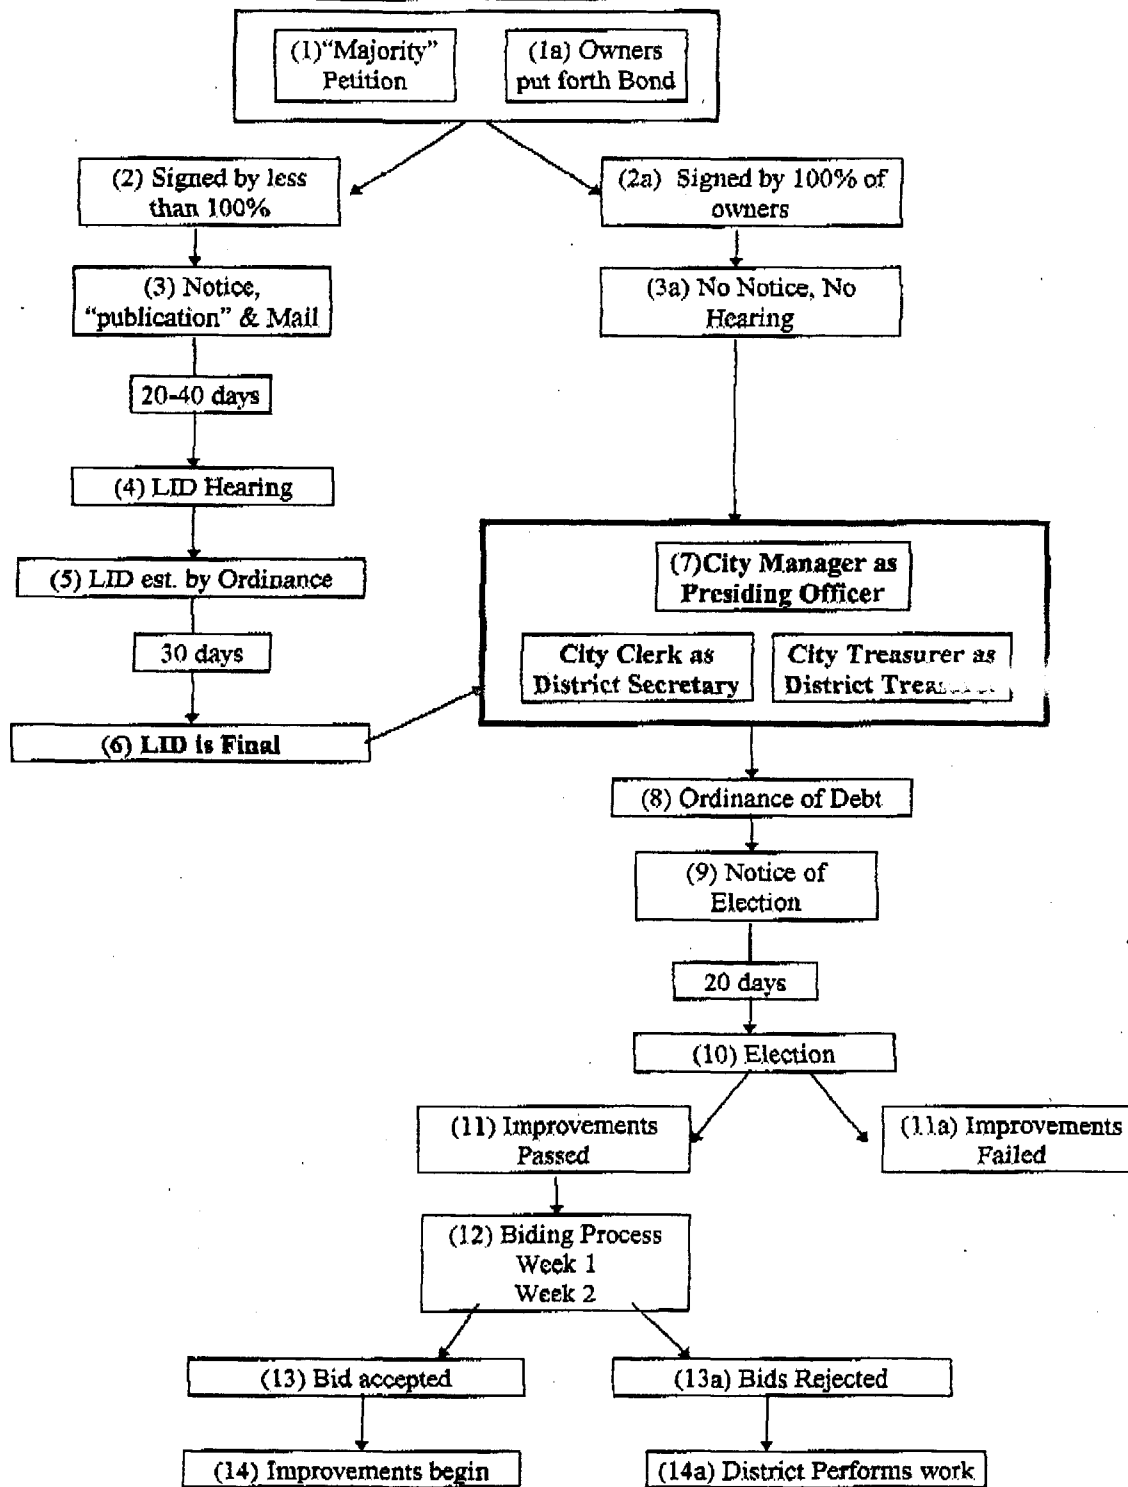 (1)“Majority”
Petition
(1a) Owners
put forth Bond
(2) Signed by less
than 100%
(2a) Signed by 100% of
owners
(3) Notice,
“publication” & Mail
(3a) No Notice, No
Hearing
20-40 days
(4) LID Hearing
(5) LID est. by Ordinance
30 days
(6) LID is Final
(7)City Manager as
Presiding Officer
City Clerk as
District Secretary
City Treasurer as
District
(8) Ordinance of Debt
(9) Notice of
Election
20 days
(10) Election
(11) Improvements
Passed
(11a) Improvements
Failed
(12) Biding Process
Week 1
Week 2
(13) Bid accepted
(13a) Bids Rejected
(14) Improvements begin
(14a) District Performs work